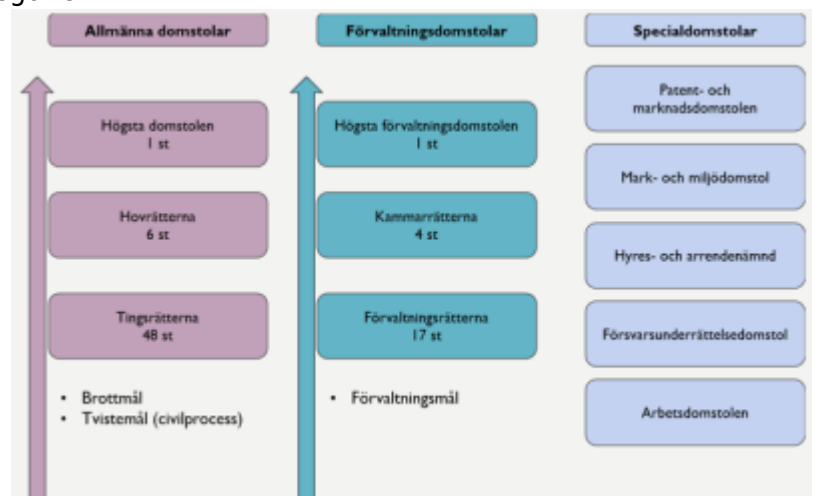 Allmänna domstolar
Högsta domstolen
1 st
Hovrätterna
6 st
Tingsrätterna
48 st
• Brottmål
• Tvistemål (civilprocess)
Förvaltningsdomstolar
Högsta förvaltningsdomstolen
1 st
Kammarrätterna
4 st
Förvaltningsrätterna
17 st
• Förvaltningsmål
Specialdomstolar
Patent- och
marknadsdomstolen
Mark- och miljödomstol
Hyres- och arrendenämnd
Försvarsunderrättelsedomstol
Arbetsdomstolen